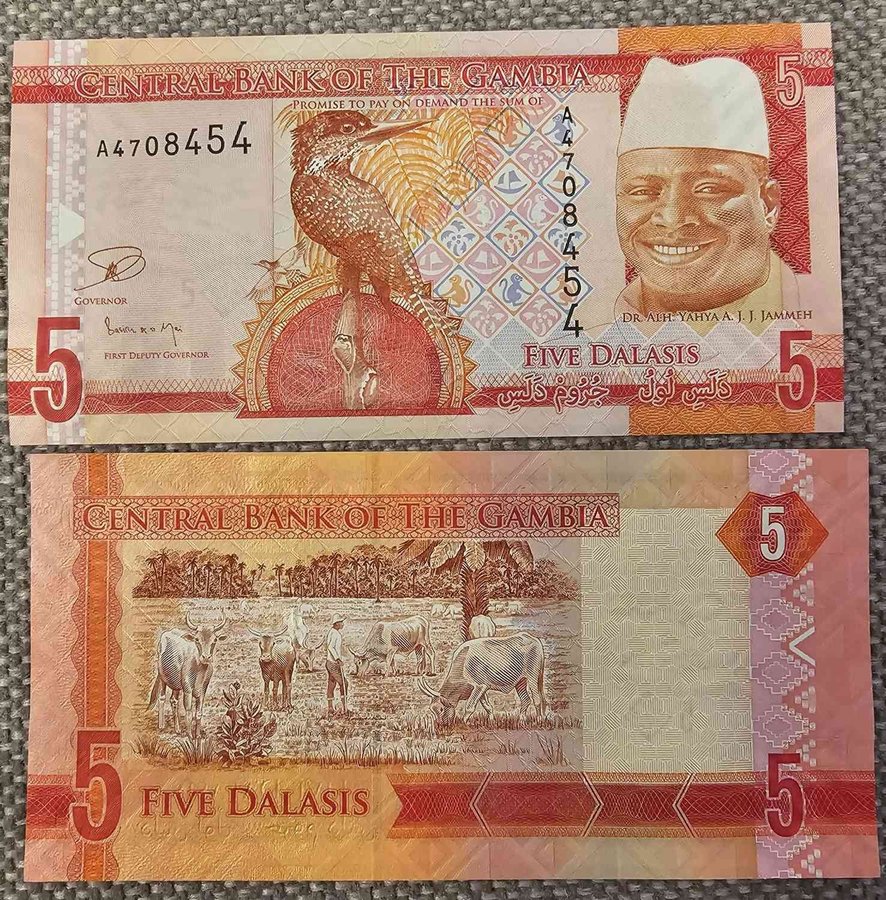 CENTRAL BANK OF THE GAMBIA
5
PROMISE TO PAY ON DEMAND THE SUM OF
A4708454
A4708454
GOVERNOR
FIRST DEPUTY GOVERNOR
DR. ALH. YAHYA A. J. J. JAMMEH
FIVE DALASIS
5
5
CENTRAL BANK OF THE GAMBIA
5
5
FIVE DALASIS
5